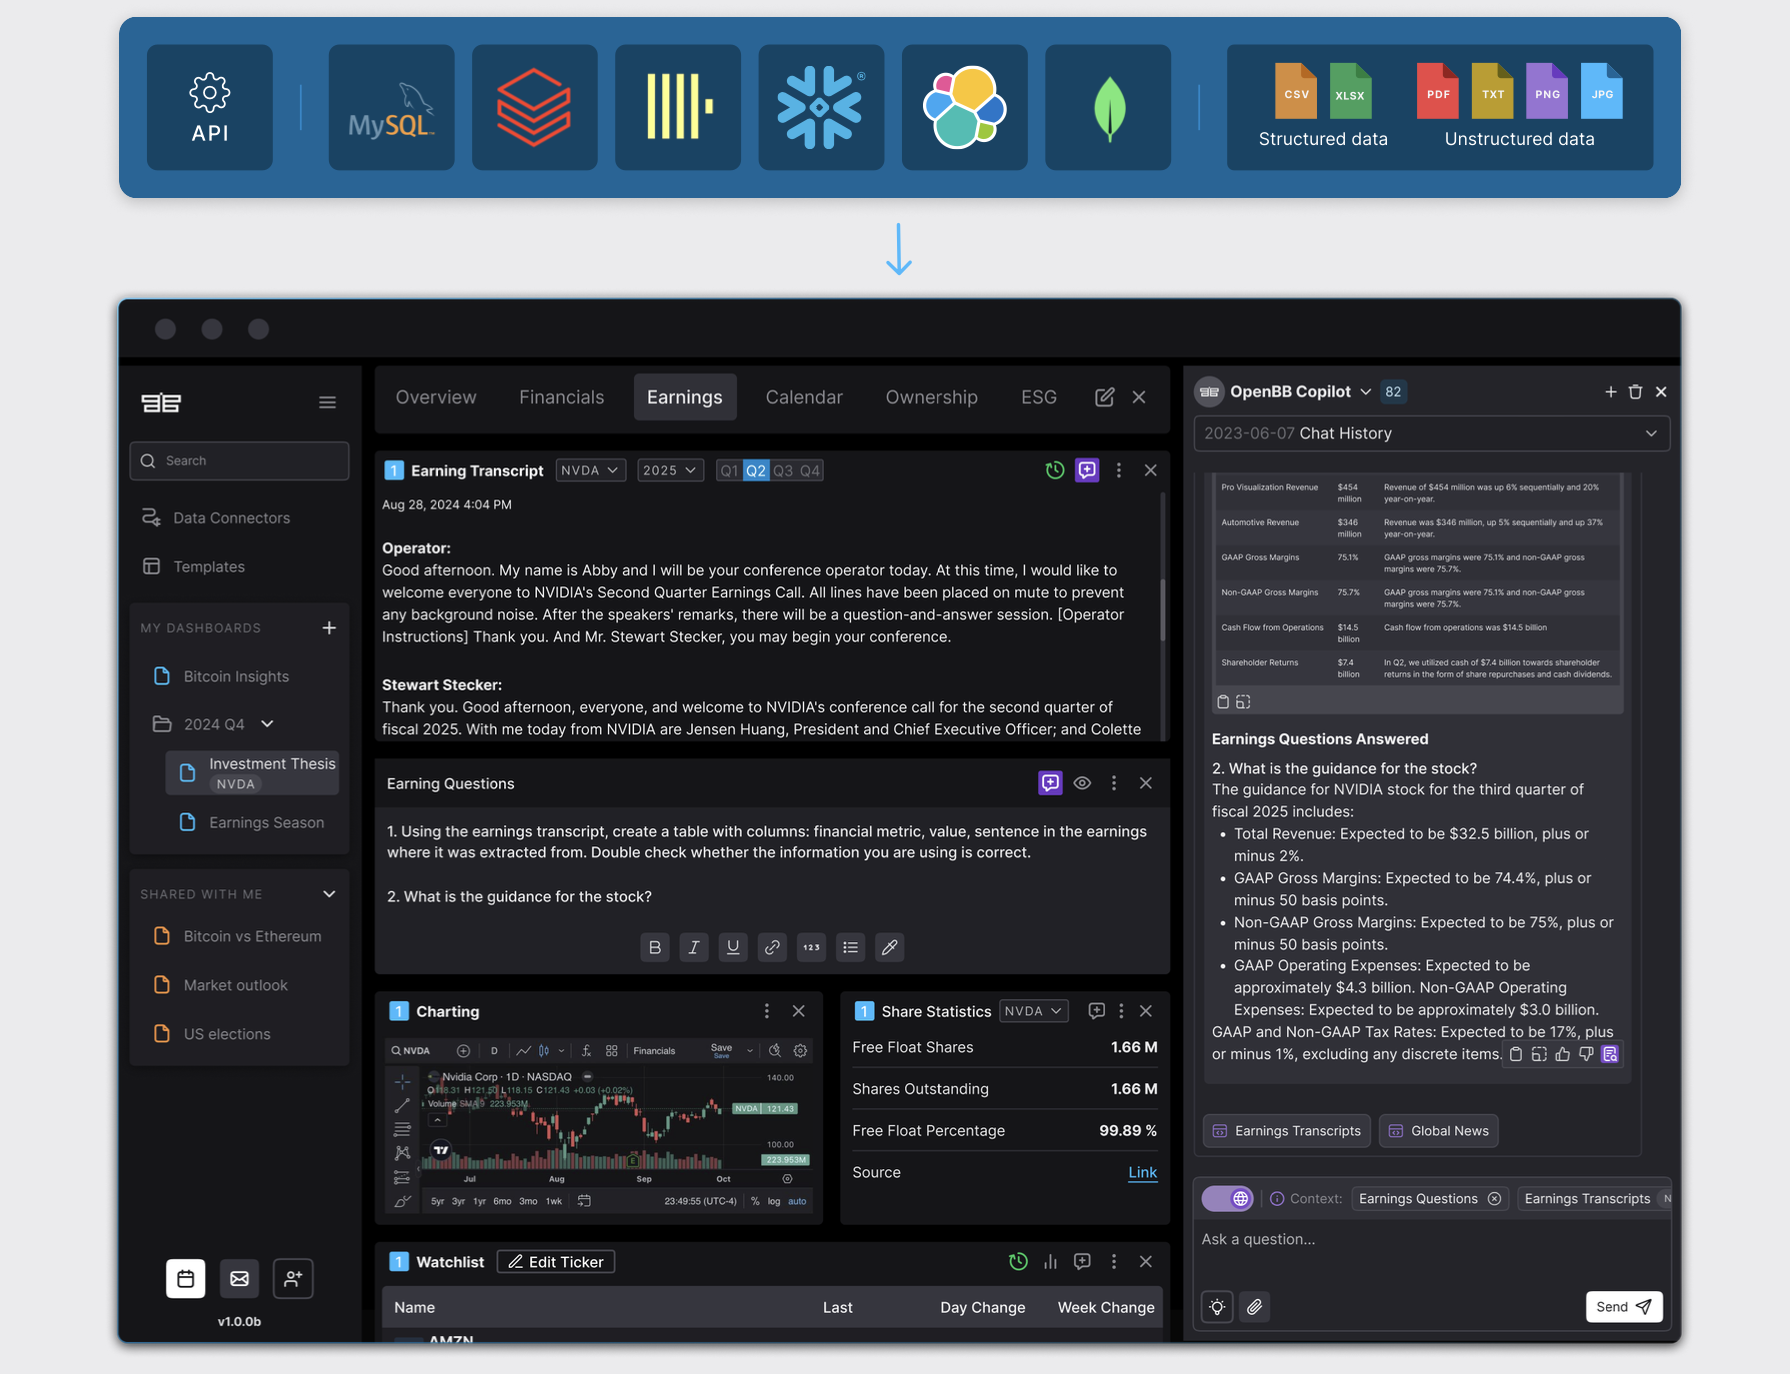 API
MySQL
CSV XLSX PDF TXT PNG JPG
Structured data Unstructured data
Search
Data Connectors
Templates
MY DASHBOARDS
Bitcoin Insights
2024 Q4
Investment Thesis
NVDA
Earnings Season
SHARED WITH ME
Bitcoin vs Ethereum
Market outlook
US elections
v1.0.0b
Overview Financials Earnings Calendar Ownership ESG
1 Earning Transcript NVDA 2025 Q1 Q2 Q3 Q4
Aug 28, 2024 4:04 PM
Operator:
Good afternoon. My name is Abby and I will be your conference operator today. At this time, I would like to
welcome everyone to NVIDIA's Second Quarter Earnings Call. All lines have been placed on mute to prevent
any background noise. After the speakers' remarks, there will be a question-and-answer session. [Operator
Instructions] Thank you. And Mr. Stewart Stecker, you may begin your conference.
Stewart Stecker:
Thank you. Good afternoon, everyone, and welcome to NVIDIA's conference call for the second quarter of
fiscal 2025. With me today from NVIDIA are Jensen Huang, President and Chief Executive Officer; and Colette
Earning Questions
1. Using the earnings transcript, create a table with columns: financial metric, value, sentence in the earnings
where it was extracted from. Double check whether the information you are using is correct.
2. What is the guidance for the stock?
B I U 123
1 Charting
NVDA D Financials Save
Save
Nvidia Corp · 1D · NASDAQ
O118.31 H121.50 L118.15 C121.43 +0.03 (+0.02%)
Volume SMA 9 223.953M
140.00
NVDA 121.43
100.00
223.953M
E
Jul Aug Sep Oct
5yr 3yr 1yr 6mo 3mo 1wk 23:49:55 (UTC-4) % log auto
1 Share Statistics NVDA
Free Float Shares 1.66 M
Shares Outstanding 1.66 M
Free Float Percentage 99.89 %
Source Link
1 Watchlist Edit Ticker
Name Last Day Change Week Change
AMZN
OpenBB Copilot 82
2023-06-07 Chat History
Pro Visualization Revenue $454 million Revenue of $454 million was up 6% sequentially and 20% year-on-year.
Automotive Revenue $346 million Revenue was $346 million, up 5% sequentially and up 37% year-on-year.
GAAP Gross Margins 75.1% GAAP gross margins were 75.1% and non-GAAP gross margins were 75.7%.
Non-GAAP Gross Margins 75.7% GAAP gross margins were 75.1% and non-GAAP gross margins were 75.7%.
Cash Flow from Operations $14.5 billion Cash flow from operations was $14.5 billion
Shareholder Returns $7.4 billion In Q2, we utilized cash of $7.4 billion towards shareholder returns in the form of share repurchases and cash dividends.
Earnings Questions Answered
2. What is the guidance for the stock?
The guidance for NVIDIA stock for the third quarter of
fiscal 2025 includes:
• Total Revenue: Expected to be $32.5 billion, plus or
minus 2%.
• GAAP Gross Margins: Expected to be 74.4%, plus or
minus 50 basis points.
• Non-GAAP Gross Margins: Expected to be 75%, plus or
minus 50 basis points.
• GAAP Operating Expenses: Expected to be
approximately $4.3 billion. Non-GAAP Operating
Expenses: Expected to be approximately $3.0 billion.
GAAP and Non-GAAP Tax Rates: Expected to be 17%, plus
or minus 1%, excluding any discrete items.
Earnings Transcripts Global News
Context: Earnings Questions Earnings Transcripts N
Ask a question...
Send